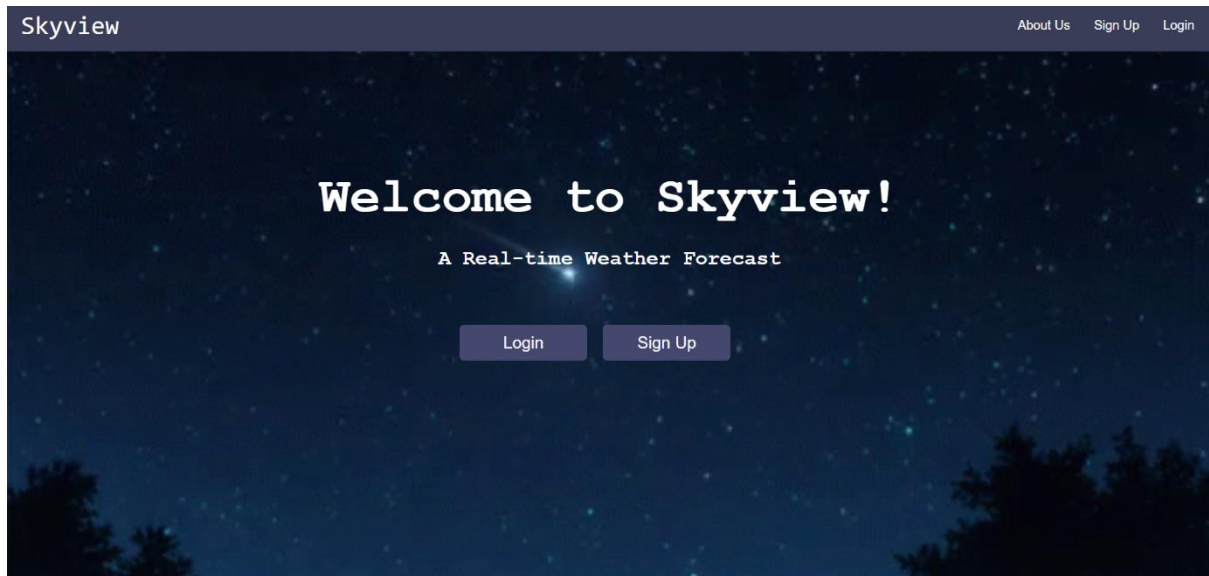 Skyview
About Us Sign Up Login
Welcome to Skyview!
A Real-time Weather Forecast
Login Sign Up